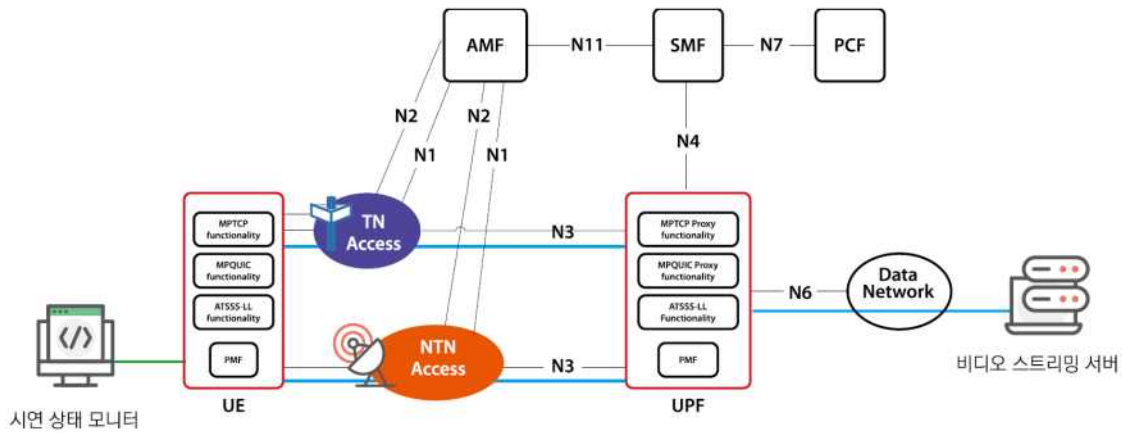 AMF
N11
SMF
N7
PCF
N2
N1
N2
N1
N4
MPTCP
functionality
MPQUIC
functionality
ATSSS-LL
functionality
PMF
UE
TN
Access
N3
NTN
Access
N3
MPTCP Proxy
functionality
MPQUIC Proxy
functionality
ATSSS-LL
Functionality
PMF
UPF
N6
Data
Network
비디오 스트리밍 서버
시연 상태 모니터